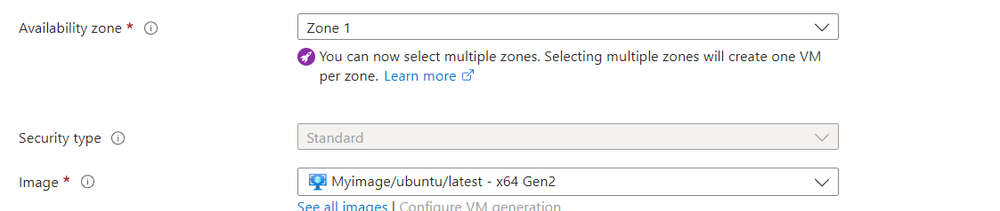 Availability zone *
Zone 1
You can now select multiple zones. Selecting multiple zones will create one VM
per zone. Learn more
Security type
Standard
Image *
Myimage/ubuntu/latest - x64 Gen2
See all images | Configure VM generation